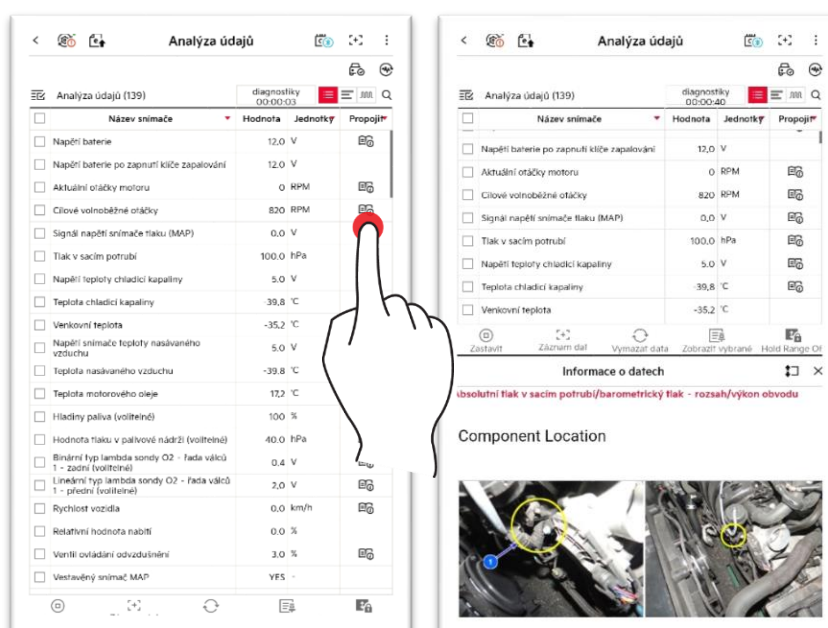 Analýza údajů
Analýza údajů (139)
diagnostiky
00:00:03
Název snímače Hodnota Jednotky Propojit
Napětí baterie 12,0 V
Napětí baterie po zapnutí klíče zapalování 12.0 V
Aktuální otáčky motoru 0 RPM
Cílové volnoběžné otáčky 820 RPM
Signál napětí snímače tlaku (MAP) 0,0 V
Tlak v sacím potrubí 100.0 hPa
Napětí teploty chladicí kapaliny 5.0 V
Teplota chladicí kapaliny -39,8 °C
Venkovní teplota -35,2 °C
Napětí snímače teploty nasávaného
vzduchu 5,0 V
Teplota nasávaného vzduchu -39.8 °C
Teplota motorového oleje 17,2 °C
Hladiny paliva (volitelné) 100 %
Hodnota tlaku v palivové nádrži (volitelné) 40.0 hPa
Binární typ lambda sondy O2 - řada válců
1 - zadní (volitelné) 0.4 V
Lineární typ lambda sondy O2 - řada válců
1 - přední (volitelné) 2,0 V
Rychlost vozidla 0,0 km/h
Relativní hodnota nabití 0.0 %
Ventil ovládání odvzdušnění 3.0 %
Vestavěný snímač MAP YES -
Analýza údajů
Analýza údajů (139)
diagnostiky
00:00:40
Název snímače Hodnota Jednotky Propojit
Napětí baterie po zapnutí klíče zapalování 12,0 V
Aktuální otáčky motoru 0 RPM
Cílové volnoběžné otáčky 820 RPM
Signál napětí snímače tlaku (MAP) 0,0 V
Tlak v sacím potrubí 100,0 hPa
Napětí teploty chladicí kapaliny 5.0 V
Teplota chladicí kapaliny -39,8 °C
Venkovní teplota -35,2 °C
Zastavit Záznam dat Vymazat data Zobrazit vybrané Hold Range Of
Informace o datech
Absolutní tlak v sacím potrubí/barometrický tlak - rozsah/výkon obvodu
Component Location
1